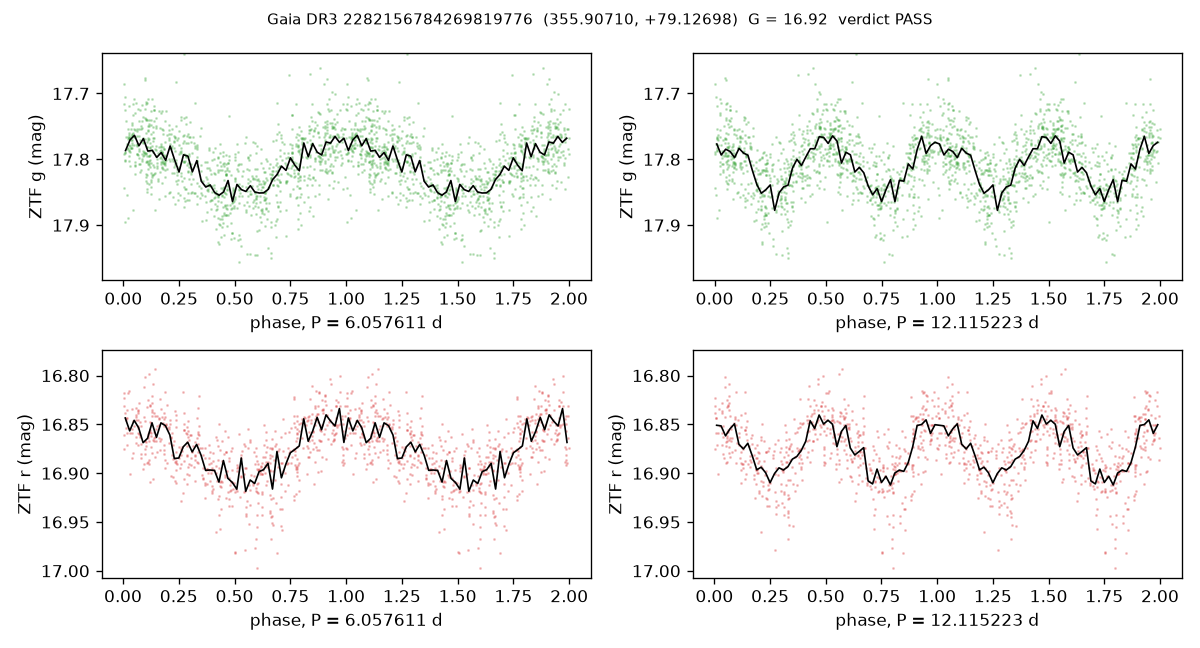 Gaia DR3 2282156784269819776 (355.90710, +79.12698) G = 16.92 verdict PASS
ZTF g (mag)
17.7
17.8
17.9
0.00 0.25 0.50 0.75 1.00 1.25 1.50 1.75 2.00
phase, P = 6.057611 d
ZTF g (mag)
17.7
17.8
17.9
0.00 0.25 0.50 0.75 1.00 1.25 1.50 1.75 2.00
phase, P = 12.115223 d
ZTF r (mag)
16.80
16.85
16.90
16.95
17.00
0.00 0.25 0.50 0.75 1.00 1.25 1.50 1.75 2.00
phase, P = 6.057611 d
ZTF r (mag)
16.80
16.85
16.90
16.95
17.00
0.00 0.25 0.50 0.75 1.00 1.25 1.50 1.75 2.00
phase, P = 12.115223 d